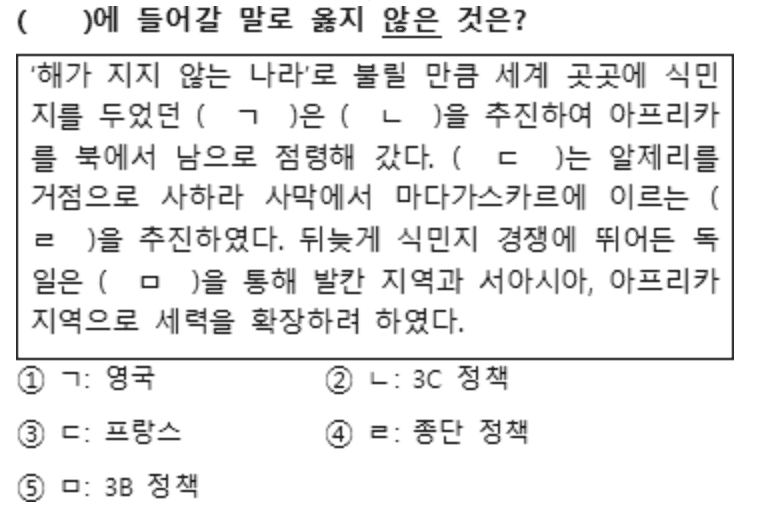 (    )에 들어갈 말로 옳지 않은 것은?
'해가 지지 않는 나라'로 불릴 만큼 세계 곳곳에 식민
지를 두었던 ( ㄱ )은 ( ㄴ )을 추진하여 아프리카
를 북에서 남으로 점령해 갔다. ( ㄷ )는 알제리를
거점으로 사하라 사막에서 마다가스카르에 이르는 (
ㄹ )을 추진하였다. 뒤늦게 식민지 경쟁에 뛰어든 독
일은 ( ㅁ )을 통해 발칸 지역과 서아시아, 아프리카
지역으로 세력을 확장하려 하였다.
① ㄱ: 영국 ② ㄴ: 3C 정책
③ ㄷ: 프랑스 ④ ㄹ: 종단 정책
⑤ ㅁ: 3B 정책